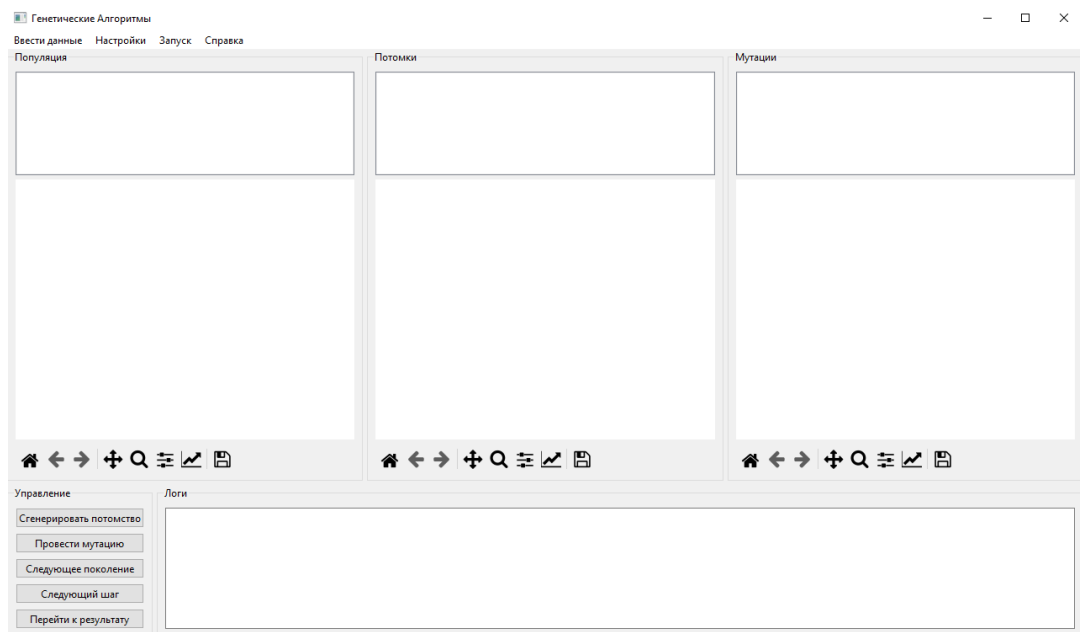 Генетические Алгоритмы
Ввести данные Настройки Запуск Справка
Популяция
Потомки
Мутации
Управление
Сгенерировать потомство
Провести мутацию
Следующее поколение
Следующий шаг
Перейти к результату
Логи